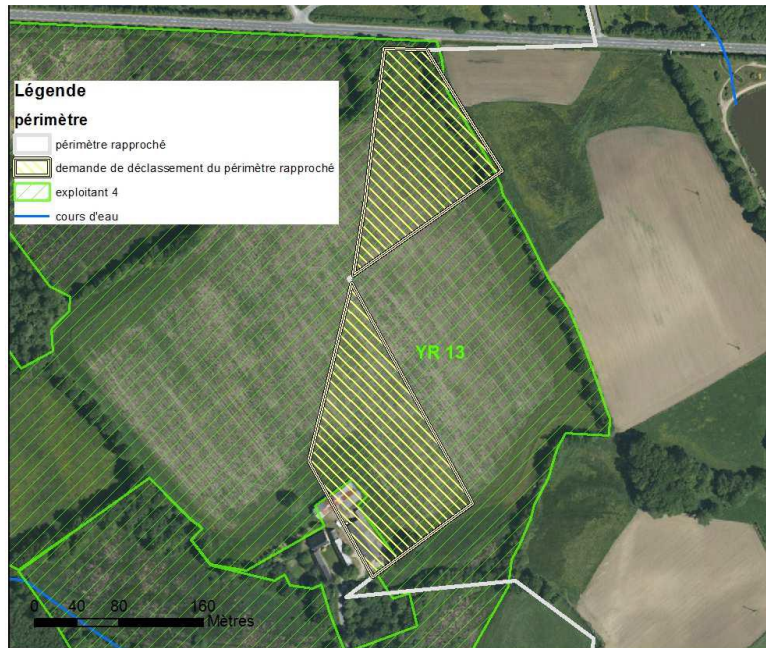 Légende
périmètre
périmètre rapproché
demande de déclassement du périmètre rapproché
exploitant 4
cours d'eau
YR 13
0 40 80 160
Mètres